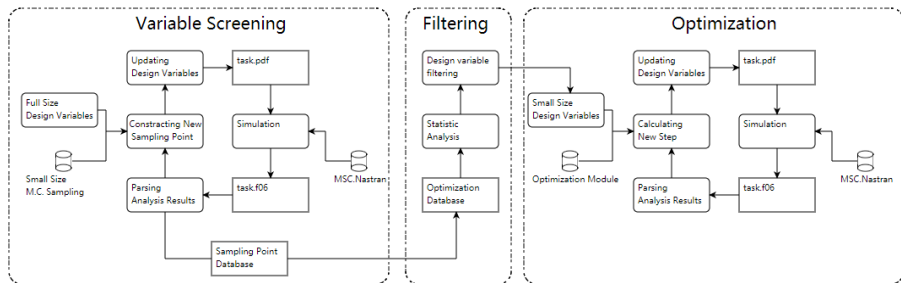 Variable Screening
Updating
Design Variables
task.pdf
Full Size
Design Variables
Constracting New
Sampling Point
Simulation
Small Size
M.C. Sampling
MSC.Nastran
Parsing
Analysis Results
task.f06
Sampling Point
Database
Filtering
Design variable
filtering
Statistic
Analysis
Optimization
Database
Optimization
Updating
Design Variables
task.pdf
Small Size
Design Variables
Calculating
New Step
Simulation
Optimization Module
MSC.Nastran
Parsing
Analysis Results
task.f06